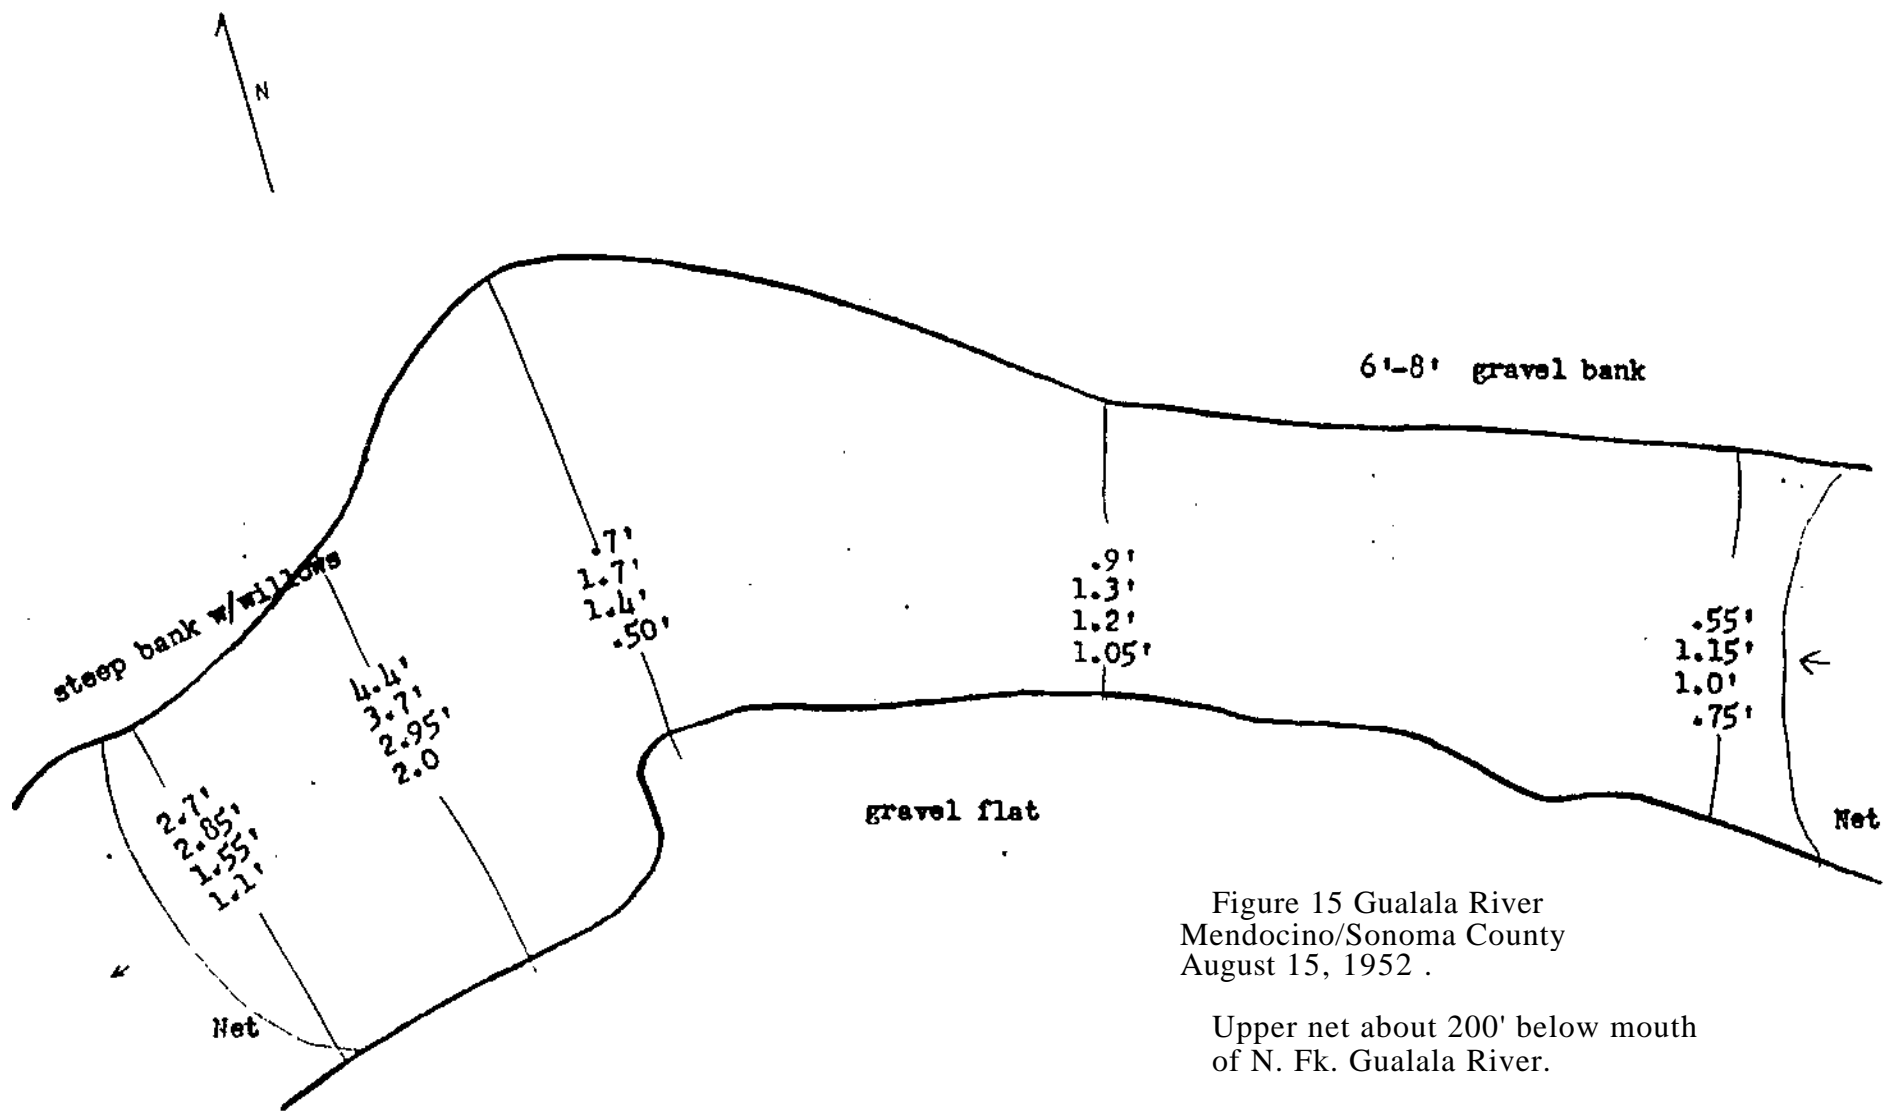 N
6'-8' gravel bank
steep bank w/willows
.7'
1.7'
1.4'
.50'
.9'
1.3'
1.2'
1.05'
.55'
1.15'
1.0'
.75'
4.4'
3.7'
2.95'
2.0
2.7'
2.85'
1.55'
1.1'
gravel flat
Net
Net
Figure 15 Gualala River
Mendocino/Sonoma County
August 15, 1952 .
Upper net about 200' below mouth
of N. Fk. Gualala River.